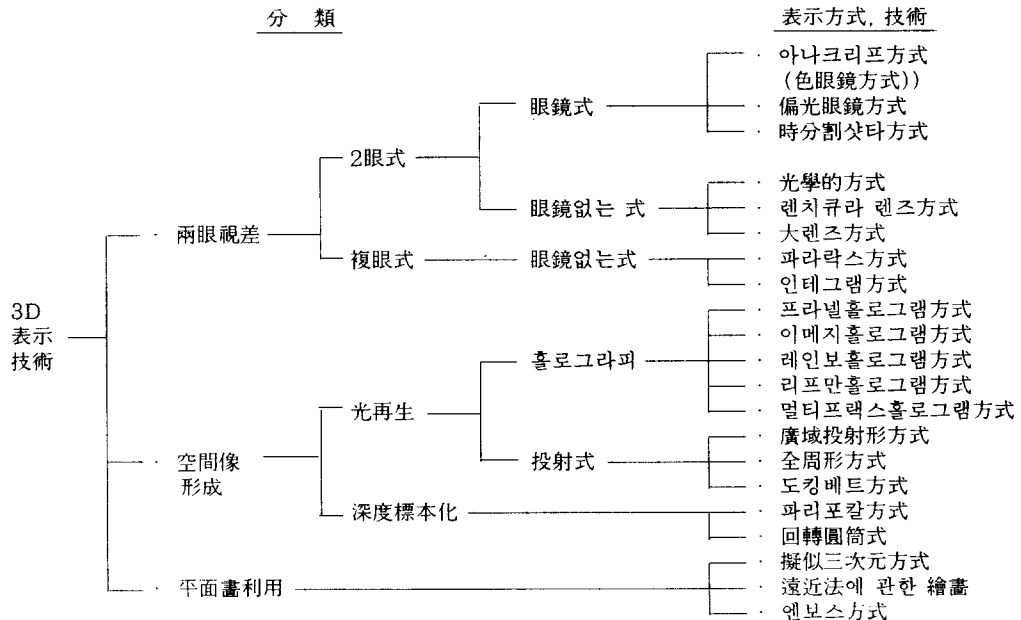 分 類
表示方式, 技術
· 아나크리프方式
(色眼鏡方式))
眼鏡式
· 偏光眼鏡方式
· 時分割샷타方式
2眼式
· 光學的方式
眼鏡없는 式
· 렌치큐라 렌즈方式
· 兩眼視差
· 大렌즈方式
複眼式
眼鏡없는式
· 파라락스方式
· 인테그램方式
3D
表示
技術
· 프라넬홀로그램方式
· 이메지홀로그램方式
홀로그라피
· 레인보홀로그램方式
· 리프만홀로그램方式
光再生
· 멀티프랙스홀로그램方式
· 廣域投射形方式
· 空間像
形成
投射式
· 全周形方式
· 도킹베트方式
深度標本化
· 파리포칼方式
· 回轉圓筒式
· 擬似三次元方式
· 平面畵利用
· 遠近法에 관한 繪畵
· 엔보스方式